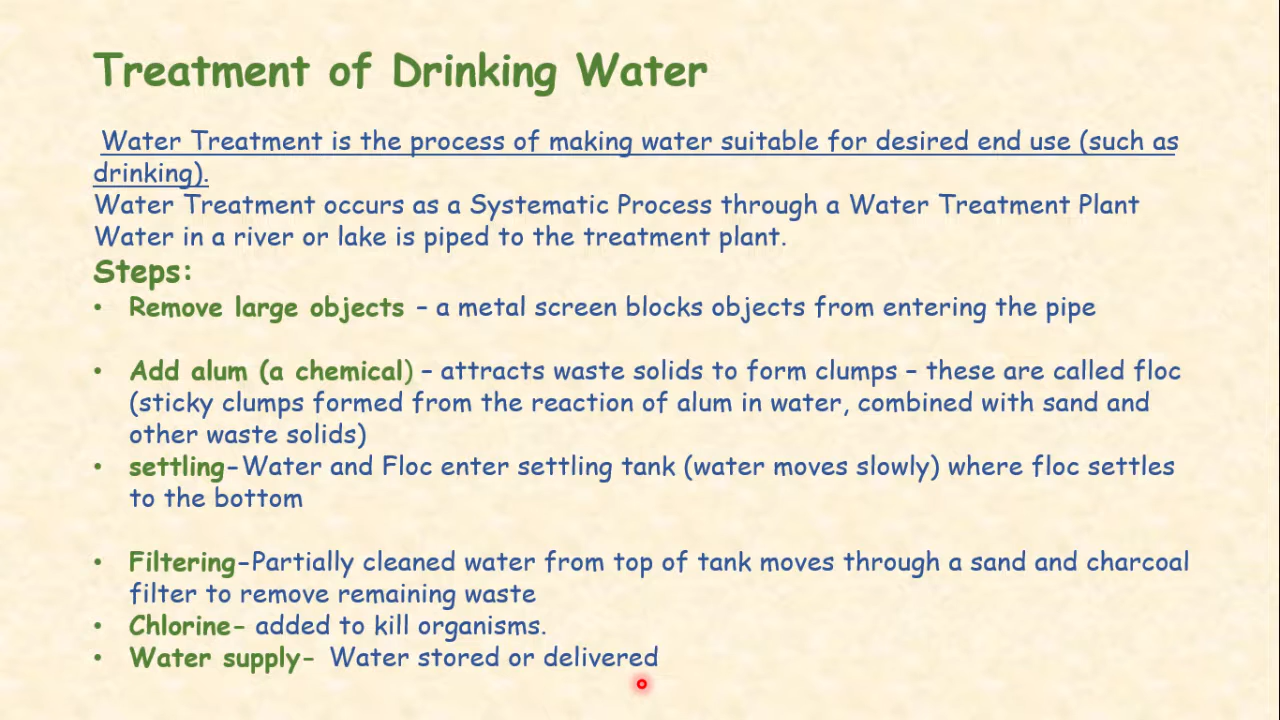 Treatment of Drinking Water
Water Treatment is the process of making water suitable for desired end use (such as
drinking).
Water Treatment occurs as a Systematic Process through a Water Treatment Plant
Water in a river or lake is piped to the treatment plant.
Steps:
• Remove large objects – a metal screen blocks objects from entering the pipe
• Add alum (a chemical) – attracts waste solids to form clumps – these are called floc
(sticky clumps formed from the reaction of alum in water, combined with sand and
other waste solids)
• settling-Water and Floc enter settling tank (water moves slowly) where floc settles
to the bottom
• Filtering-Partially cleaned water from top of tank moves through a sand and charcoal
filter to remove remaining waste
• Chlorine- added to kill organisms.
• Water supply- Water stored or delivered